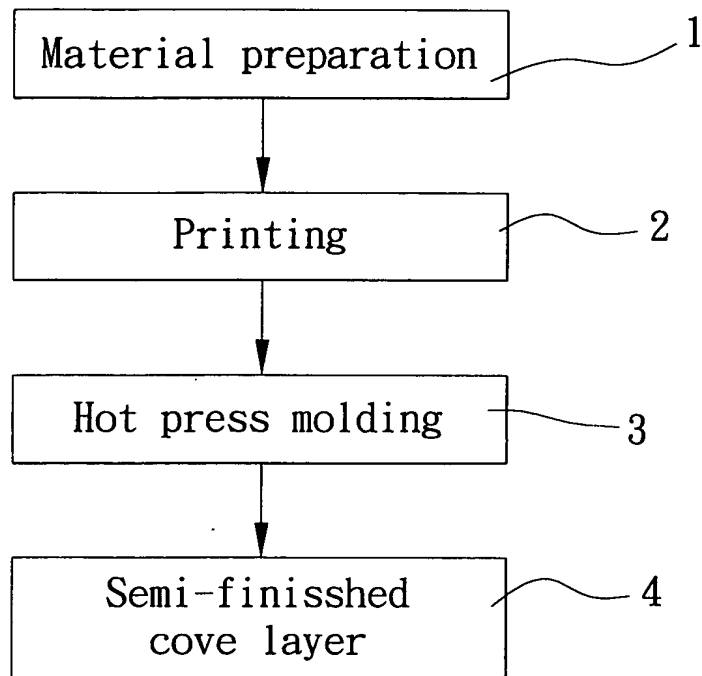 Material preparation
1
Printing
2
Hot press molding
3
Semi-finisshed
cove layer
4